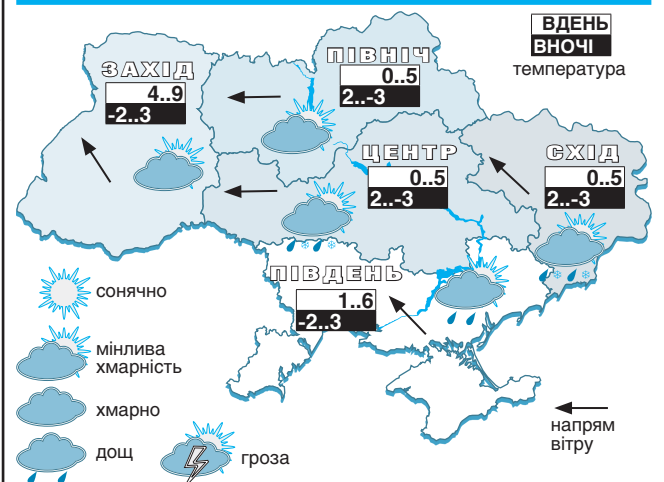 ВДЕНЬ
ВНОЧІ
температура
ПІВНІЧ
0..5
2..-3
ЗАХІД
4..9
-2..3
ЦЕНТР
0..5
2..-3
СХІД
0..5
2..-3
ПІВДЕНЬ
1..6
-2..3
сонячно
мінлива
хмарність
хмарно
дощ
гроза
напрям
вітру